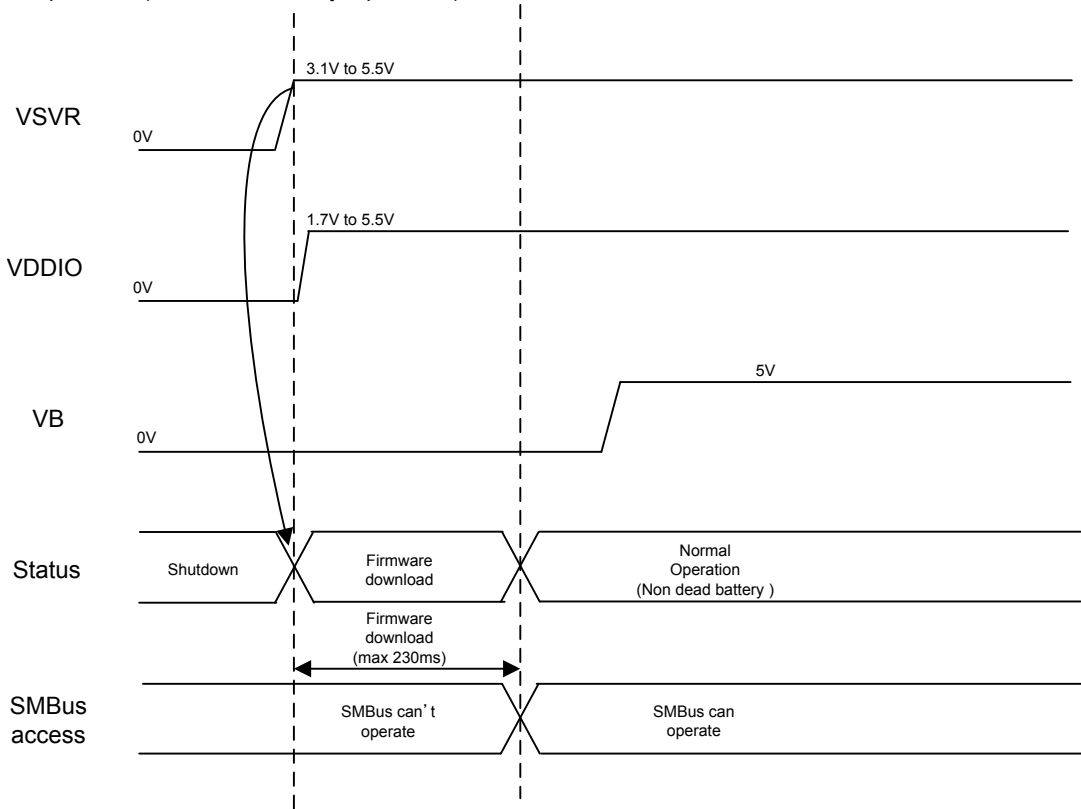 3.1V to 5.5V
VSVR
0V
1.7V to 5.5V
VDDIO
0V
5V
VB
0V
Status
Shutdown
Firmware
download
Normal
Operation
(Non dead battery )
Firmware
download
(max 230ms)
SMBus
access
SMBus can’t
operate
SMBus can
operate